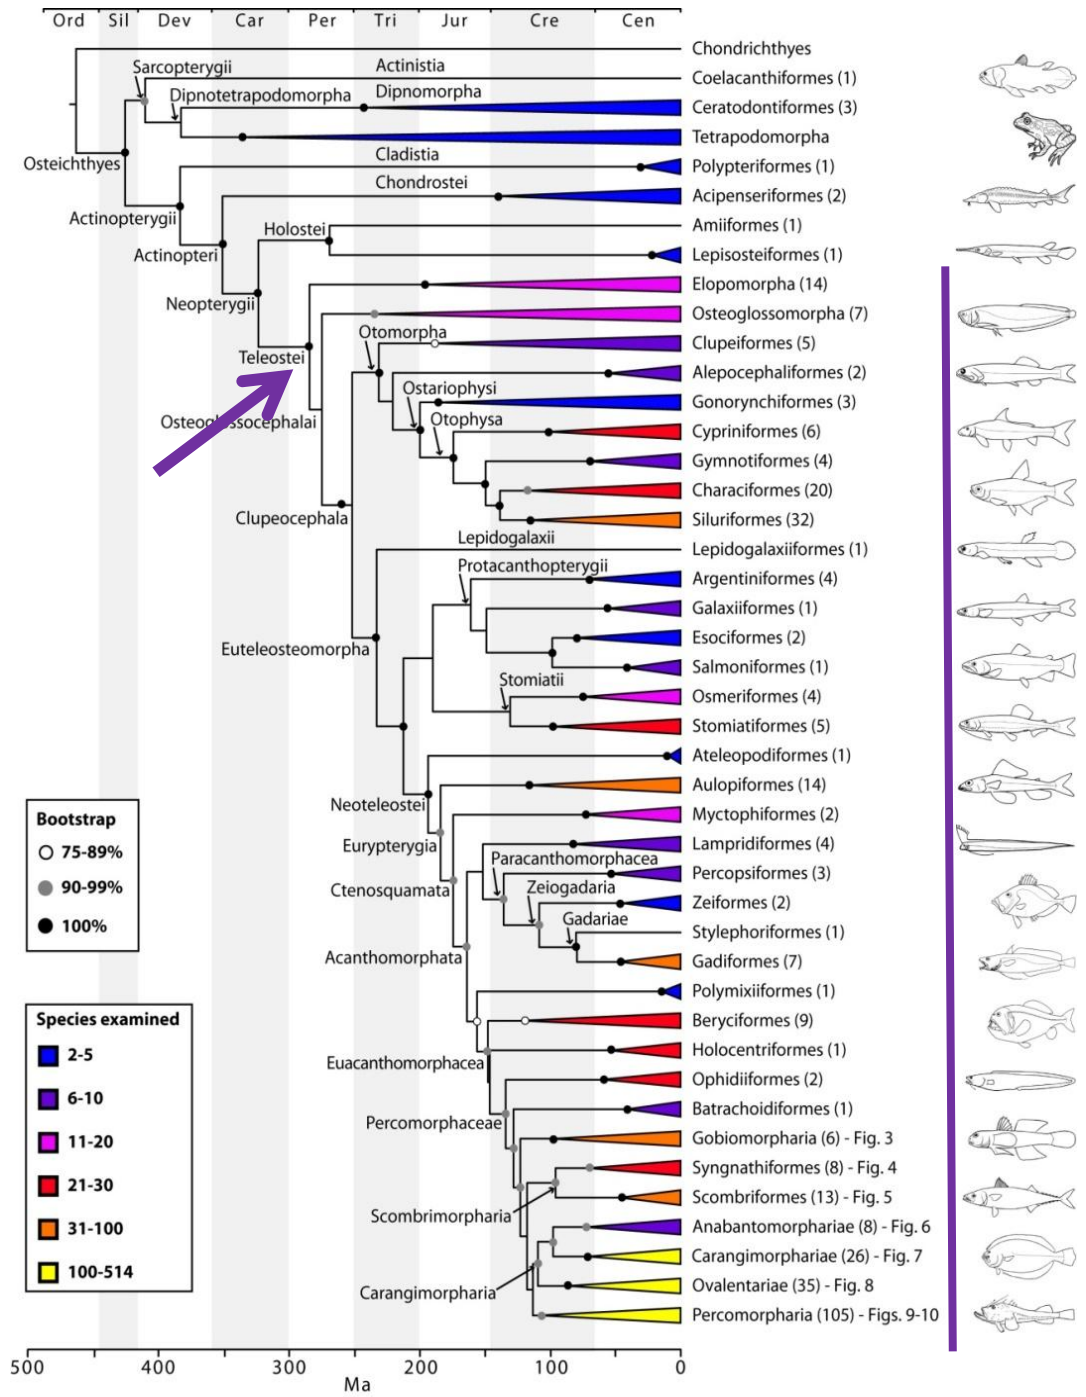 Ord Sil Dev Car Per Tri Jur Cre Cen
Chondrichthyes
Sarcopterygii
Actinistia
Coelacanthiformes (1)
Dipnotetrapodomorpha
Dipnomorpha
Ceratodontiformes (3)
Tetrapodomorpha
Osteichthyes
Cladistia
Polypteriformes (1)
Chondrostei
Acipenseriformes (2)
Actinopterygii
Holostei
Amiiformes (1)
Actinopteri
Lepisosteiformes (1)
Elopomorpha (14)
Neopterygii
Osteoglossomorpha (7)
Otomorpha
Clupeiformes (5)
Teleostei
Alepocephaliformes (2)
Ostariophysi
Gonorynchiformes (3)
Osteoglossocephalai
Otophysa
Cypriniformes (6)
Gymnotiformes (4)
Characiformes (20)
Clupeocephala
Siluriformes (32)
Lepidogalaxii
Lepidogalaxiiformes (1)
Protacanthopterygii
Argentiniformes (4)
Galaxiiformes (1)
Esociformes (2)
Euteleosteomorpha
Salmoniformes (1)
Stomiatii
Osmeriformes (4)
Stomiatiformes (5)
Ateleopodiformes (1)
Aulopiformes (14)
Neoteleostei
Myctophiformes (2)
Eurypterygia
Lampridiformes (4)
Paracanthomorphacea
Percopsiformes (3)
Ctenosquamata
Zeiogadaria
Zeiformes (2)
Gadariae
Stylephoriformes (1)
Acanthomorphata
Gadiformes (7)
Polymixiiformes (1)
Beryciformes (9)
Holocentriformes (1)
Euacanthomorphacea
Ophidiiformes (2)
Batrachoidiformes (1)
Percomorphaceae
Gobiomorpharia (6) - Fig. 3
Syngnathiformes (8) - Fig. 4
Scombriformes (13) - Fig. 5
Scombrimorpharia
Anabantomorphariae (8) - Fig. 6
Carangimorphariae (26) - Fig. 7
Ovalentariae (35) - Fig. 8
Carangimorpharia
Percomorpharia (105) - Figs. 9-10
Bootstrap
75-89%
90-99%
100%
Species examined
2-5
6-10
11-20
21-30
31-100
100-514
500 400 300 200 100 0
Ma